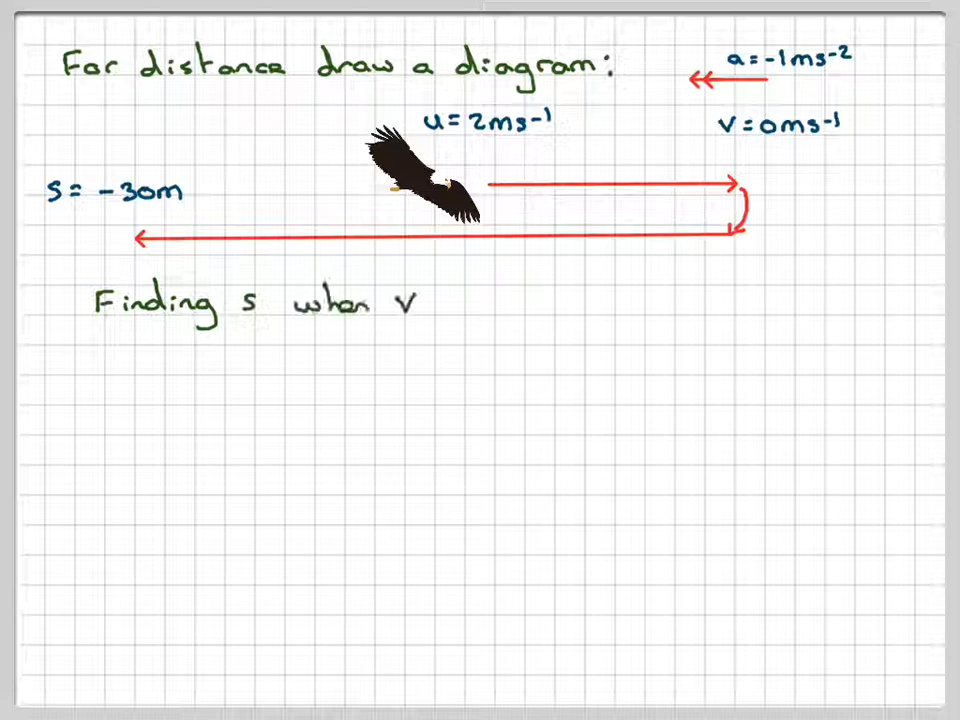 For distance draw a diagram:
a = -1ms-2
u = 2ms-1
v = 0ms-1
s = -30m
Finding s when v